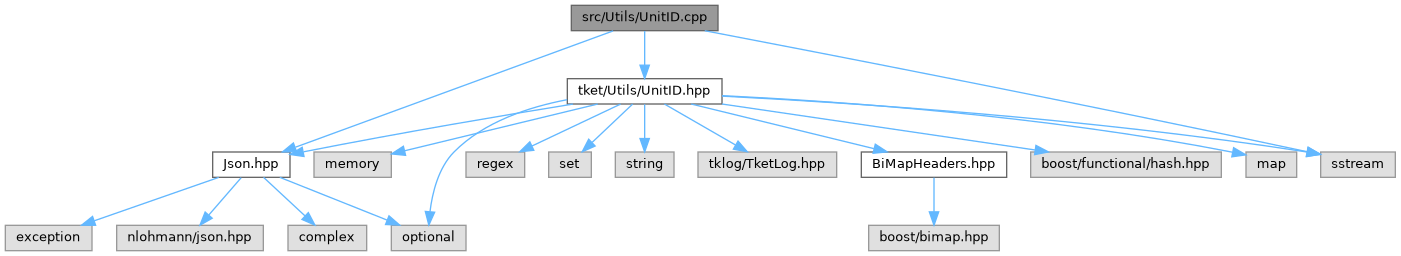 src/Utils/UnitID.cpp
tket/Utils/UnitID.hpp
Json.hpp
memory
regex
set
string
tklog/TketLog.hpp
BiMapHeaders.hpp
boost/functional/hash.hpp
map
sstream
exception
nlohmann/json.hpp
complex
optional
boost/bimap.hpp